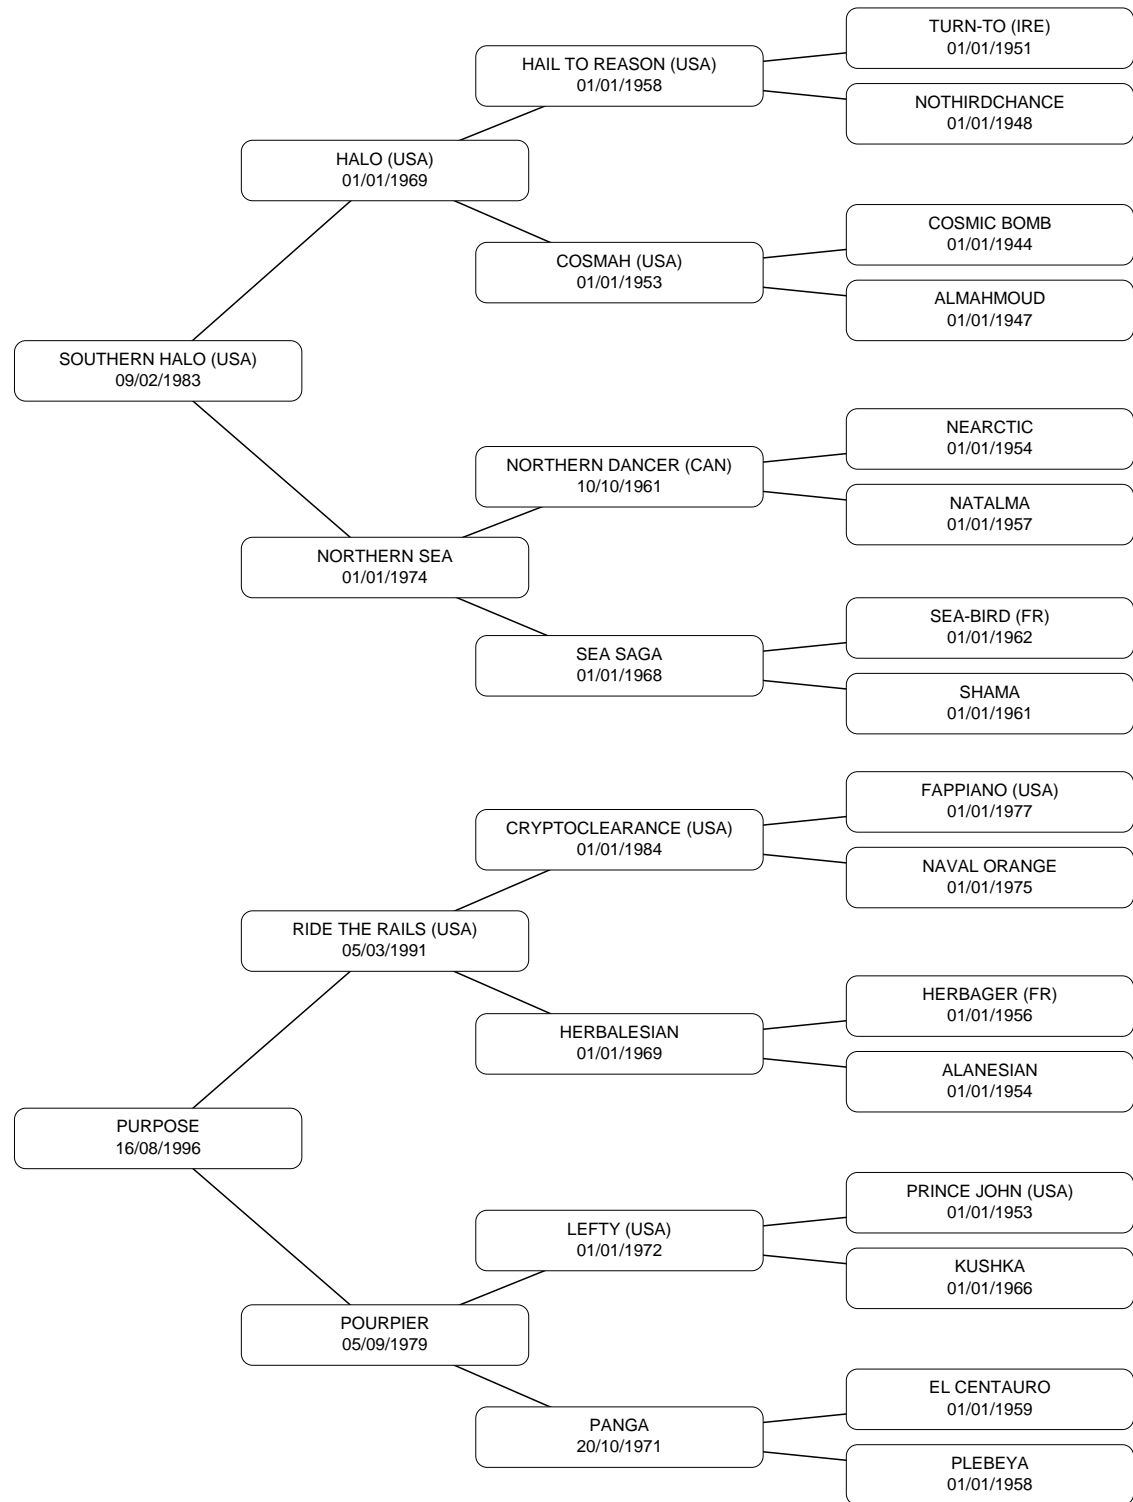 TURN-TO (IRE)
01/01/1951
HAIL TO REASON (USA)
01/01/1958
NOTHIRDCHANCE
01/01/1948
HALO (USA)
01/01/1969
COSMIC BOMB
01/01/1944
COSMAH (USA)
01/01/1953
ALMAHMOUD
01/01/1947
SOUTHERN HALO (USA)
09/02/1983
NEARCTIC
01/01/1954
NORTHERN DANCER (CAN)
10/10/1961
NATALMA
01/01/1957
NORTHERN SEA
01/01/1974
SEA-BIRD (FR)
01/01/1962
SEA SAGA
01/01/1968
SHAMA
01/01/1961
FAPPIANO (USA)
01/01/1977
CRYPTOCLEARANCE (USA)
01/01/1984
NAVAL ORANGE
01/01/1975
RIDE THE RAILS (USA)
05/03/1991
HERBAGER (FR)
01/01/1956
HERBALESIAN
01/01/1969
ALANESIAN
01/01/1954
PURPOSE
16/08/1996
PRINCE JOHN (USA)
01/01/1953
LEFTY (USA)
01/01/1972
KUSHKA
01/01/1966
POURPIER
05/09/1979
EL CENTAURO
01/01/1959
PANGA
20/10/1971
PLEBEYA
01/01/1958